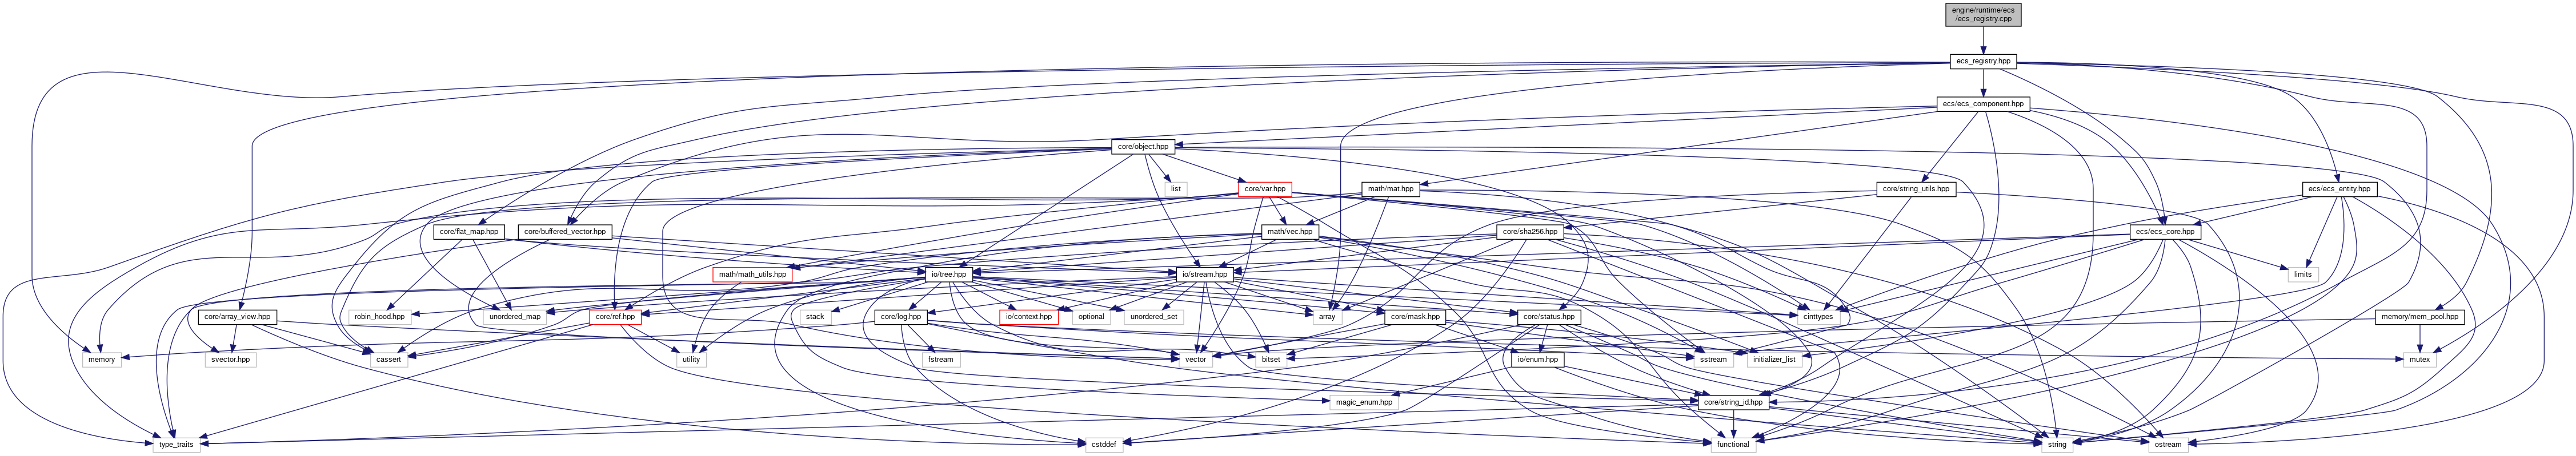 engine/runtime/ecs
/ecs_registry.cpp
ecs_registry.hpp
ecs/ecs_component.hpp
core/object.hpp
list
core/var.hpp
math/mat.hpp
core/string_utils.hpp
ecs/ecs_entity.hpp
core/flat_map.hpp
core/buffered_vector.hpp
math/vec.hpp
core/sha256.hpp
ecs/ecs_core.hpp
math/math_utils.hpp
io/tree.hpp
io/stream.hpp
limits
core/array_view.hpp
robin_hood.hpp
unordered_map
core/ref.hpp
stack
core/log.hpp
io/context.hpp
optional
unordered_set
array
core/mask.hpp
core/status.hpp
cinttypes
memory/mem_pool.hpp
memory
svector.hpp
cassert
utility
fstream
vector
bitset
io/enum.hpp
sstream
initializer_list
mutex
magic_enum.hpp
core/string_id.hpp
type_traits
cstddef
functional
string
ostream